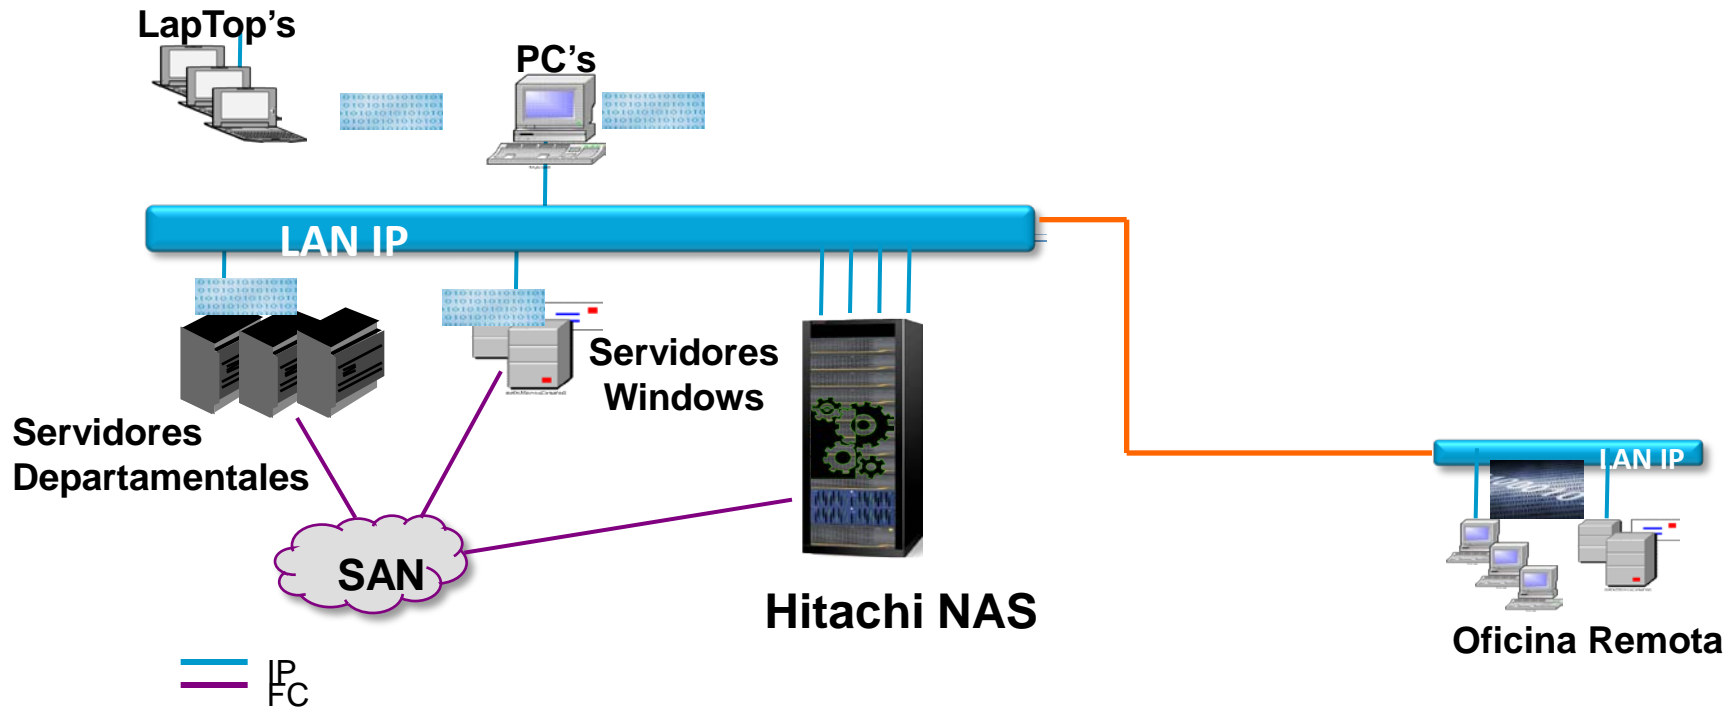 LapTop’s
PC’s
LAN IP
Servidores
Windows
Servidores
Departamentales
SAN
Hitachi NAS
LAN IP
Oficina Remota
IP
FC